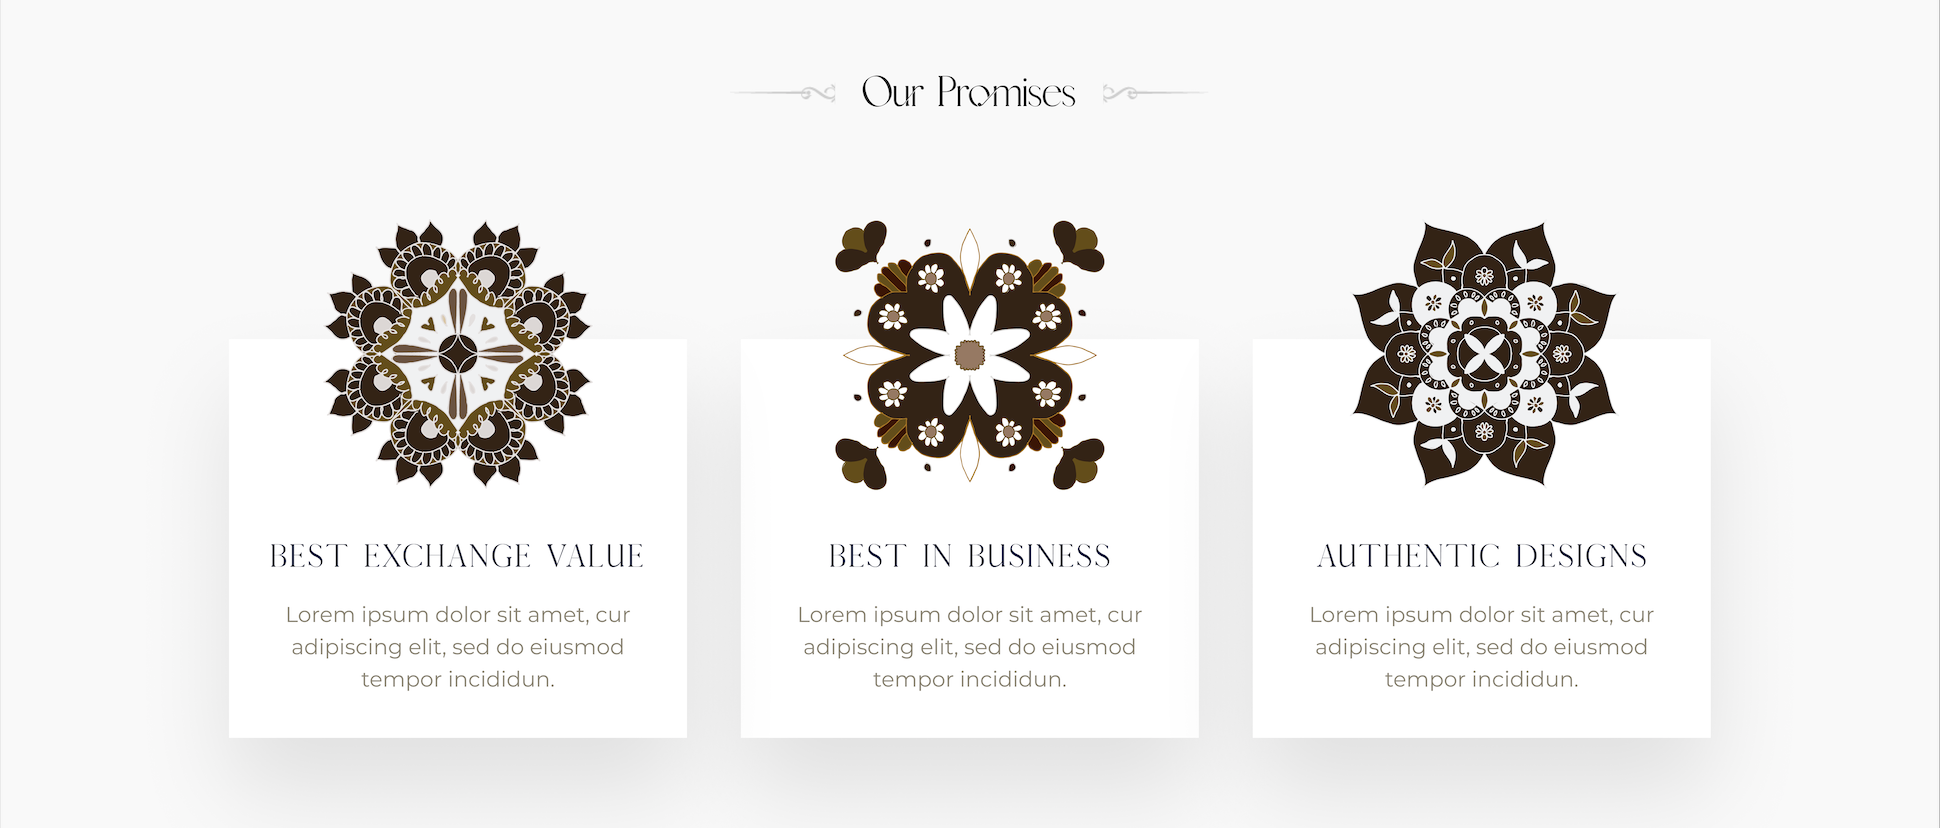 Our Promises
BEST EXCHANGE VALUE
Lorem ipsum dolor sit amet, cur
adipiscing elit, sed do eiusmod
tempor incididun.
BEST IN BUSINESS
Lorem ipsum dolor sit amet, cur
adipiscing elit, sed do eiusmod
tempor incididun.
AUTHENTIC DESIGNS
Lorem ipsum dolor sit amet, cur
adipiscing elit, sed do eiusmod
tempor incididun.